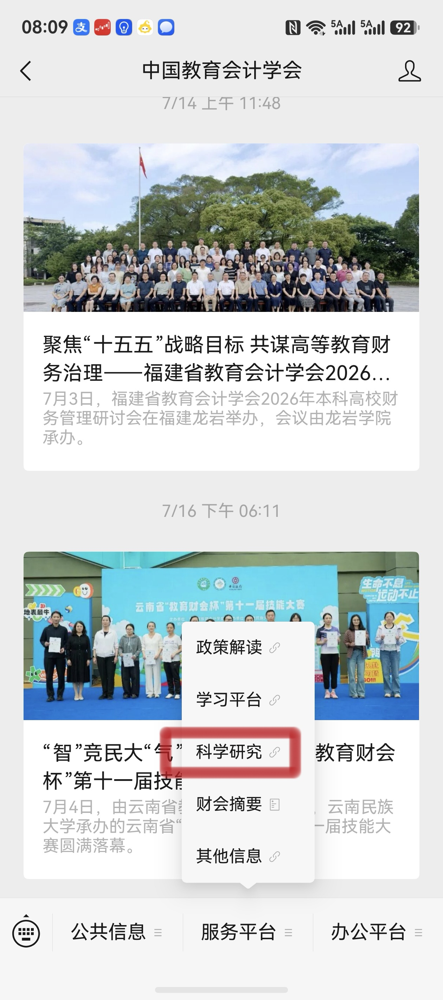 08:09
支
N
5A
5A
92
中国教育会计学会
7/14 上午 11:48
聚焦“十五五”战略目标 共谋高等教育财
务治理——福建省教育会计学会2026...
7月3日，福建省教育会计学会2026年本科高校财
务管理研讨会在福建龙岩举办，会议由龙岩学院
承办。
7/16 下午 06:11
生命不息
运动不止
地表最牛
云南省“教育财会杯”第十一届技能大赛
政策解读
学习平台
科学研究
财会摘要
其他信息
“智”竞民大“气”
教育财会
杯”第十一届技能
7月4日，由云南省教
，云南民族
大学承办的云南省“
一届技能大
赛圆满落幕。
公共信息
服务平台
办公平台